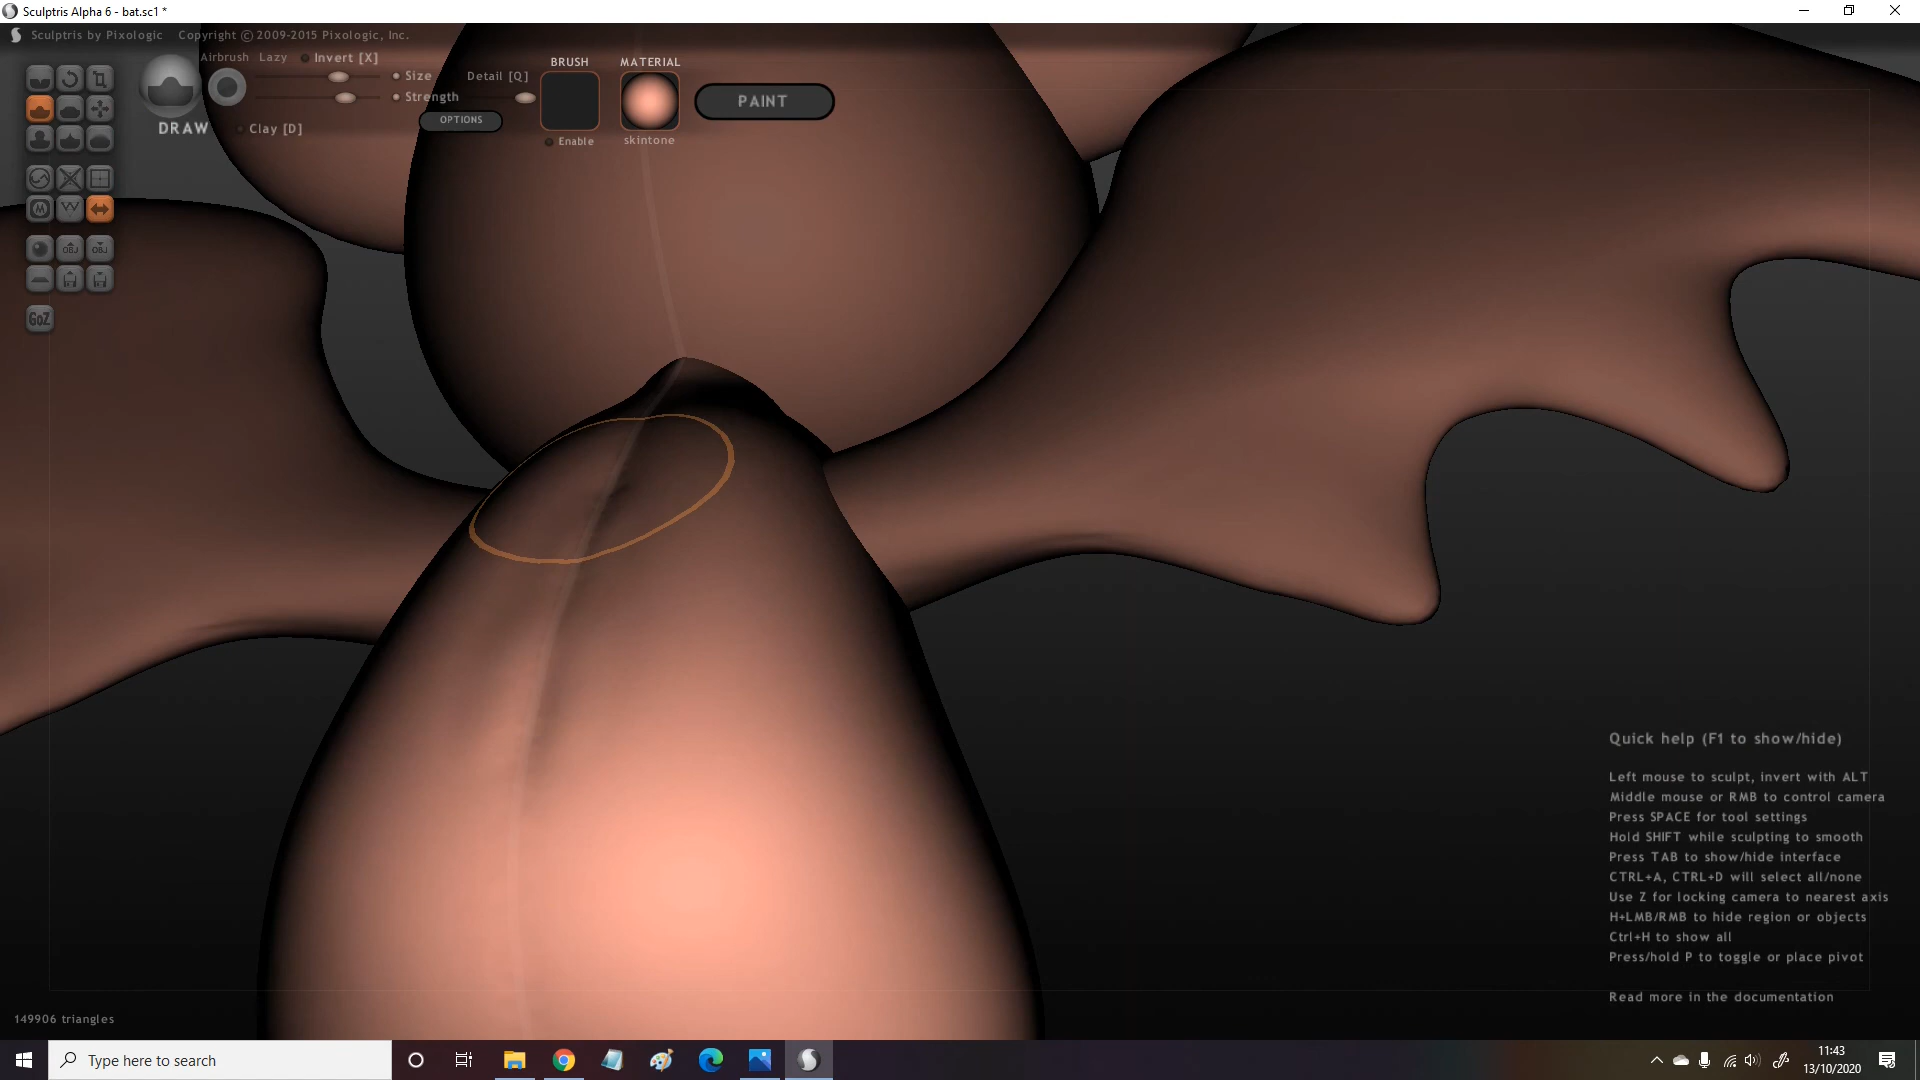 Sculptris Alpha 6 - bat.sc1 *
Sculptris by Pixologic Copyright © 2009-2015 Pixologic, Inc.
Airbrush Lazy Invert [X]
BRUSH MATERIAL
Size Detail [Q]
Strength
PAINT
OPTIONS
DRAW Clay [D]
Enable skintone
OBJ OBJ
GoZ
Quick help (F1 to show/hide)
Left mouse to sculpt, invert with ALT
Middle mouse or RMB to control camera
Press SPACE for tool settings
Hold SHIFT while sculpting to smooth
Press TAB to show/hide interface
CTRL+A, CTRL+D will select all/none
Use Z for locking camera to nearest axis
H+LMB/RMB to hide region or objects
Ctrl+H to show all
Press/hold P to toggle or place pivot
Read more in the documentation
149906 triangles
Type here to search
11:43
13/10/2020